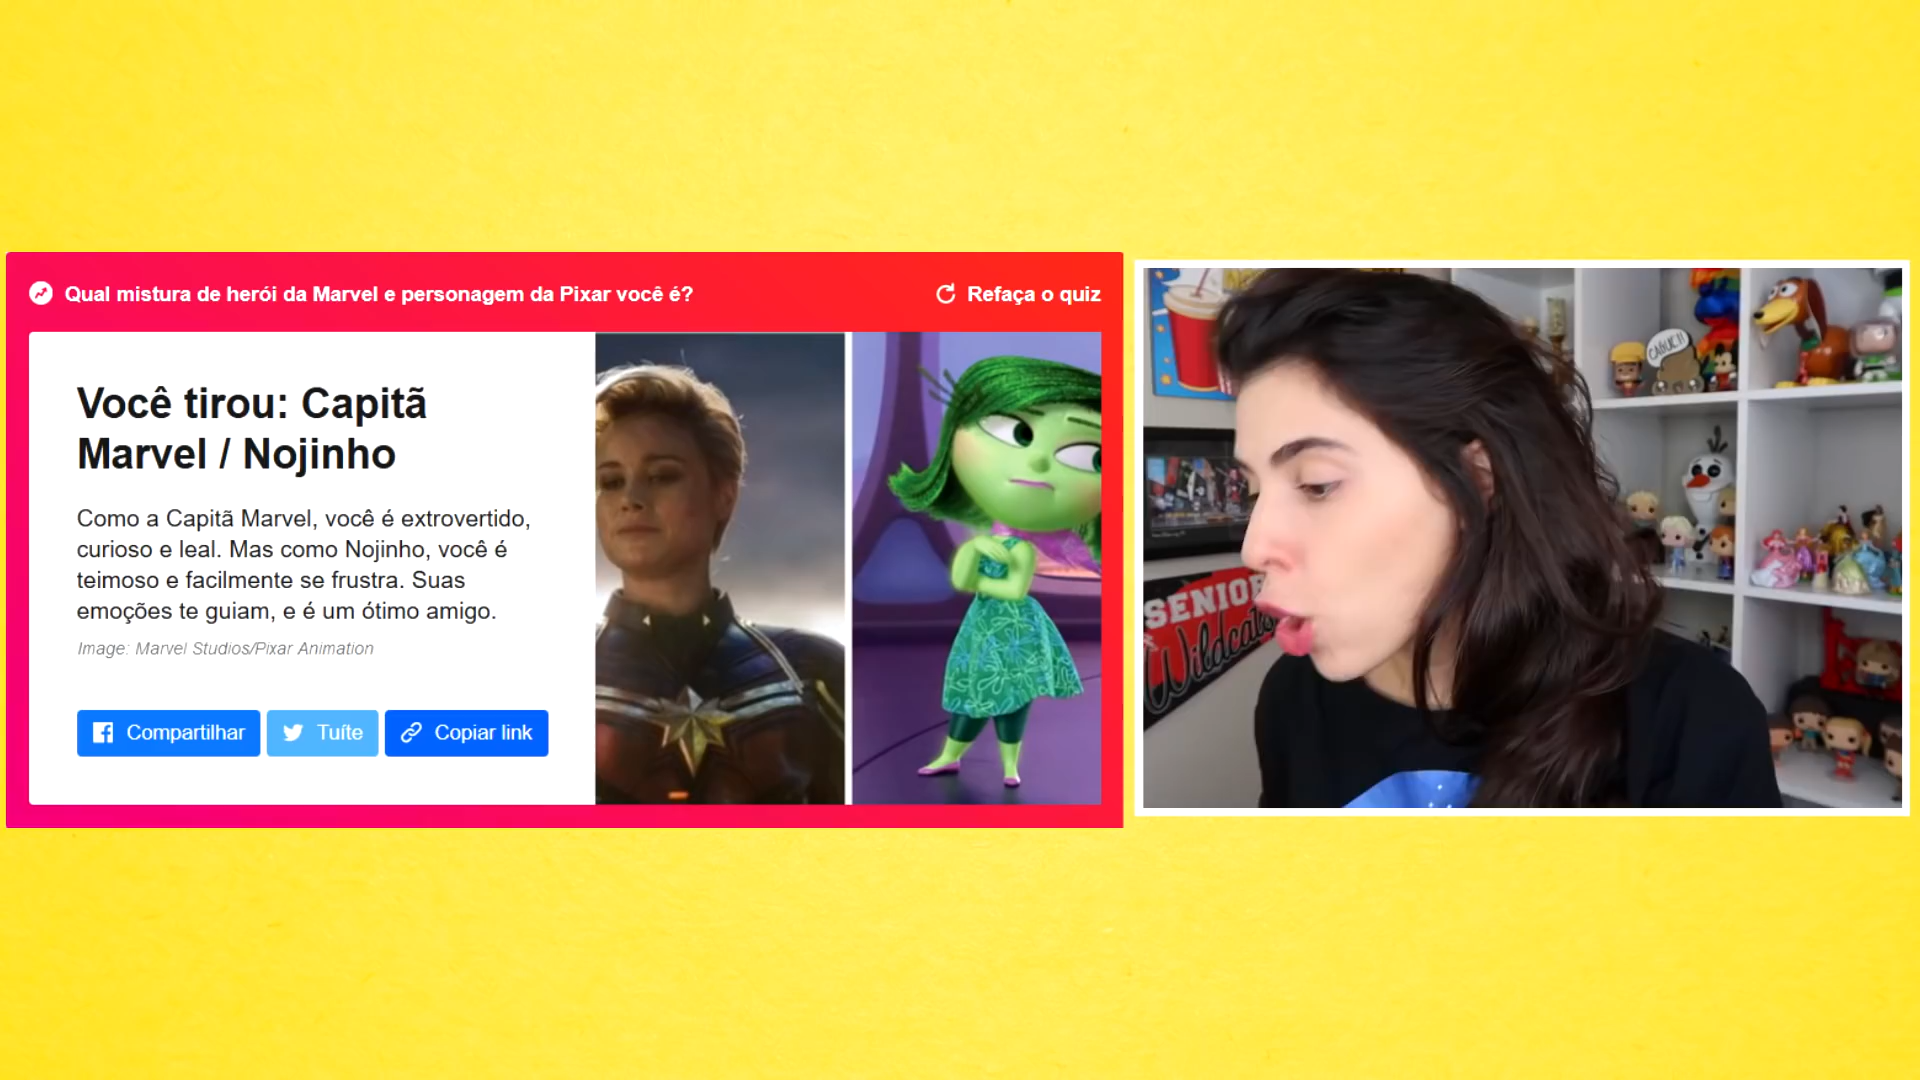 Qual mistura de herói da Marvel e personagem da Pixar você é?
Refaça o quiz
Você tirou: Capitã
Marvel / Nojinho
Como a Capitã Marvel, você é extrovertido,
curioso e leal. Mas como Nojinho, você é
teimoso e facilmente se frustra. Suas
emoções te guiam, e é um ótimo amigo.
Image: Marvel Studios/Pixar Animation
Compartilhar
Tuíte
Copiar link
SENIOR
Wildcats